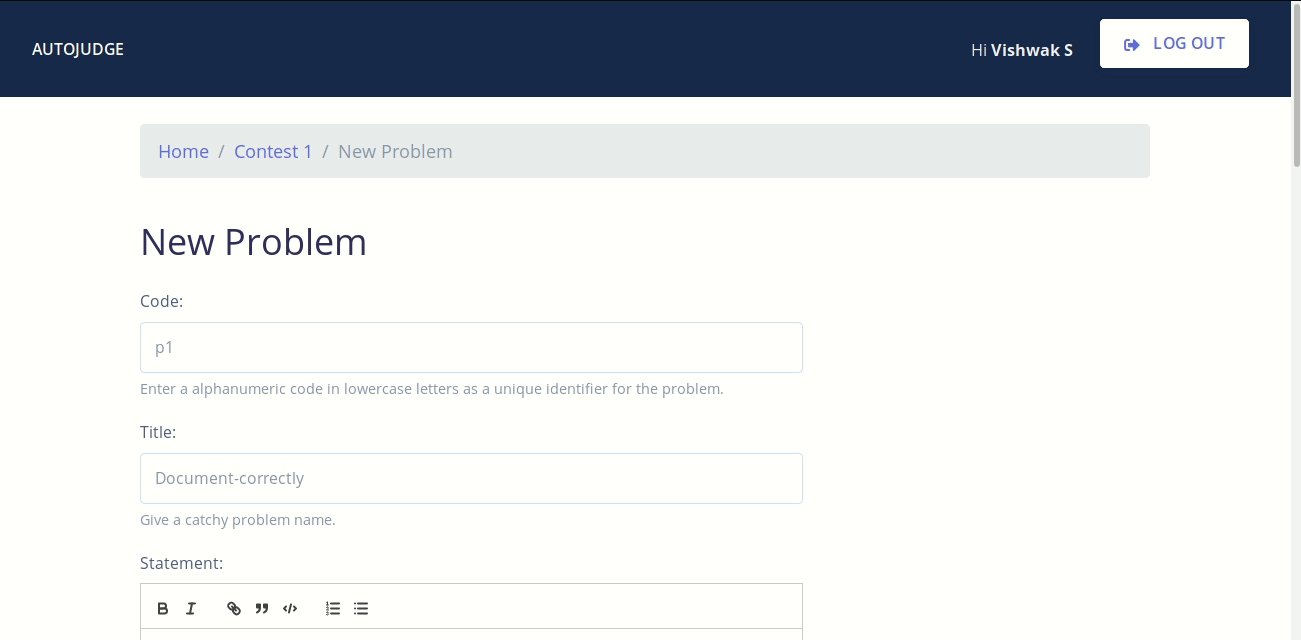 AUTOJUDGE
Hi Vishwak S
LOG OUT
Home / Contest 1 / New Problem
New Problem
Code:
p1
Enter a alphanumeric code in lowercase letters as a unique identifier for the problem.
Title:
Document-correctly
Give a catchy problem name.
Statement: